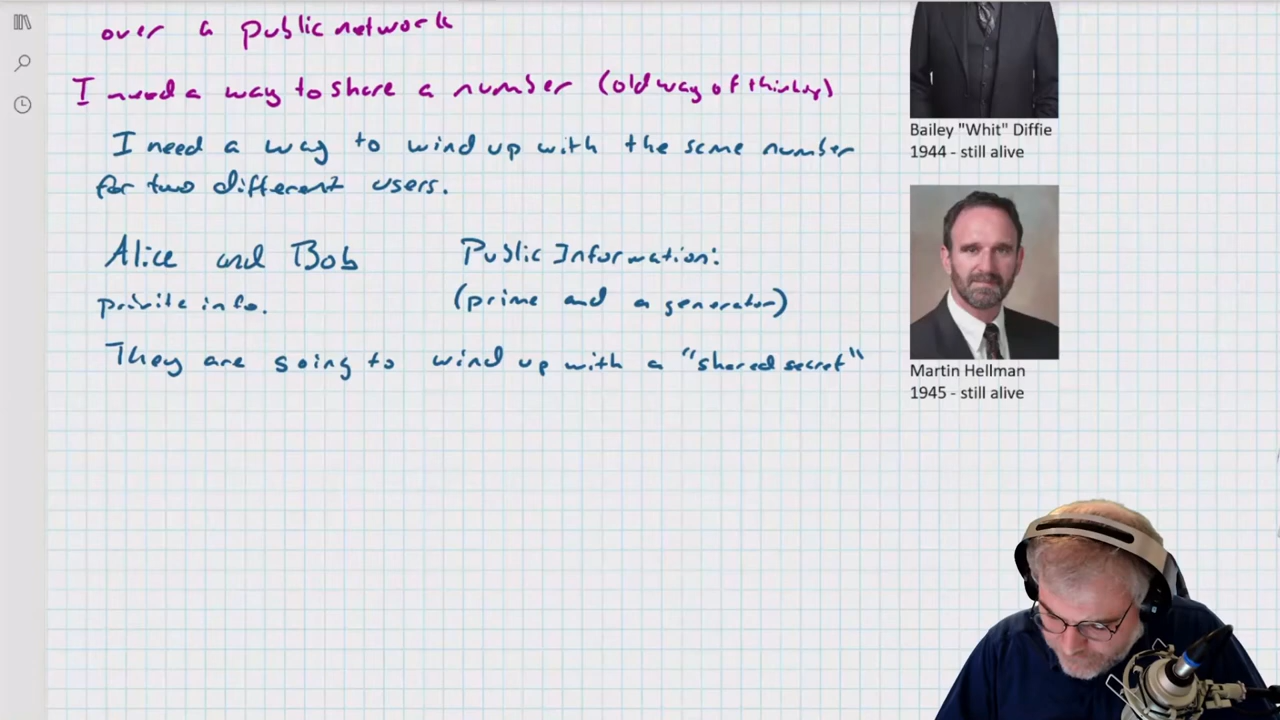 over a public network
I need a way to share a number (old way of thinking)
I need a way to wind up with the same number
for two different users.
Alice and Bob
private info.
Public Information:
(prime and a generator)
They are going to wind up with a "shared secret"
Bailey "Whit" Diffie
1944 - still alive
Martin Hellman
1945 - still alive